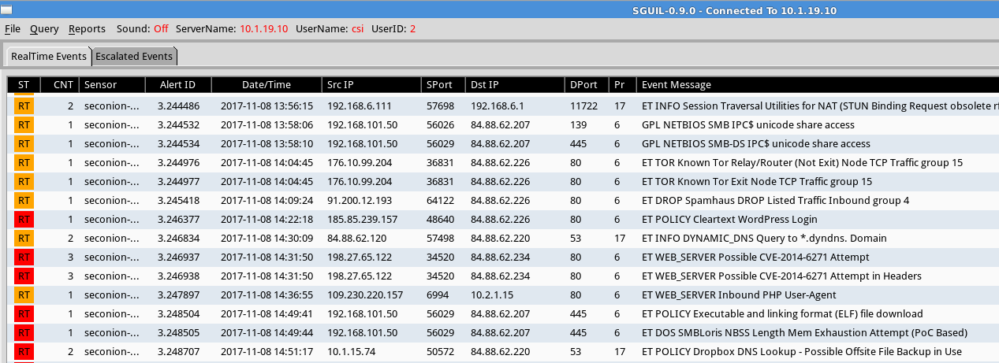 SGUIL-0.9.0 - Connected To 10.1.19.10
File Query Reports Sound: Off ServerName: 10.1.19.10 UserName: csi UserID: 2
RealTime Events Escalated Events
ST CNT Sensor Alert ID Date/Time Src IP SPort Dst IP DPort Pr Event Message
RT 2 seconion-... 3.244486 2017-11-08 13:56:15 192.168.6.111 57698 192.168.6.1 11722 17 ET INFO Session Traversal Utilities for NAT (STUN Binding Request obsolete rf
RT 1 seconion-... 3.244532 2017-11-08 13:58:06 192.168.101.50 56026 84.88.62.207 139 6 GPL NETBIOS SMB IPC$ unicode share access
RT 1 seconion-... 3.244534 2017-11-08 13:58:10 192.168.101.50 56029 84.88.62.207 445 6 GPL NETBIOS SMB-DS IPC$ unicode share access
RT 1 seconion-... 3.244976 2017-11-08 14:04:45 176.10.99.204 36831 84.88.62.226 80 6 ET TOR Known Tor Relay/Router (Not Exit) Node TCP Traffic group 15
RT 1 seconion-... 3.244977 2017-11-08 14:04:45 176.10.99.204 36831 84.88.62.226 80 6 ET TOR Known Tor Exit Node TCP Traffic group 15
RT 1 seconion-... 3.245418 2017-11-08 14:09:24 91.200.12.193 64122 84.88.62.226 80 6 ET DROP Spamhaus DROP Listed Traffic Inbound group 4
RT 1 seconion-... 3.246377 2017-11-08 14:22:18 185.85.239.157 48640 84.88.62.226 80 6 ET POLICY Cleartext WordPress Login
RT 2 seconion-... 3.246834 2017-11-08 14:30:09 84.88.62.120 57498 84.88.62.220 53 17 ET INFO DYNAMIC_DNS Query to *.dyndns. Domain
RT 3 seconion-... 3.246937 2017-11-08 14:31:50 198.27.65.122 34520 84.88.62.234 80 6 ET WEB_SERVER Possible CVE-2014-6271 Attempt
RT 3 seconion-... 3.246938 2017-11-08 14:31:50 198.27.65.122 34520 84.88.62.234 80 6 ET WEB_SERVER Possible CVE-2014-6271 Attempt in Headers
RT 1 seconion-... 3.247897 2017-11-08 14:36:55 109.230.220.157 6994 10.2.1.15 80 6 ET WEB_SERVER Inbound PHP User-Agent
RT 1 seconion-... 3.248504 2017-11-08 14:49:41 192.168.101.50 56029 84.88.62.207 445 6 ET POLICY Executable and linking format (ELF) file download
RT 1 seconion-... 3.248505 2017-11-08 14:49:44 192.168.101.50 56029 84.88.62.207 445 6 ET DOS SMBLoris NBSS Length Mem Exhaustion Attempt (PoC Based)
RT 2 seconion-... 3.248707 2017-11-08 14:51:17 10.1.15.74 50572 84.88.62.220 53 17 ET POLICY Dropbox DNS Lookup - Possible Offsite File Backup in Use